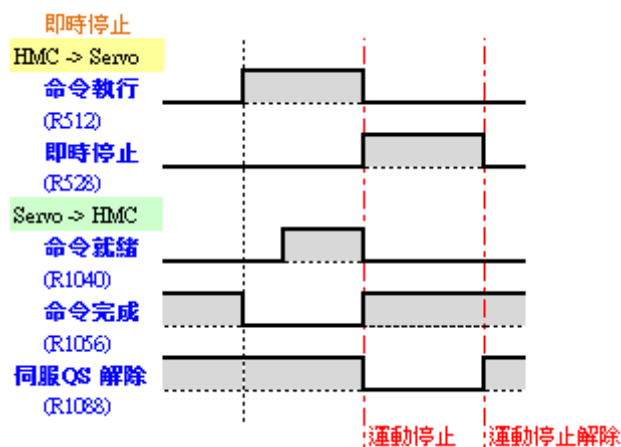 即時停止
HMC -> Servo
命令執行
(R512)
即時停止
(R528)
Servo -> HMC
命令就緒
(R1040)
命令完成
(R1056)
伺服QS 解除
(R1088)
運動停止
運動停止解除